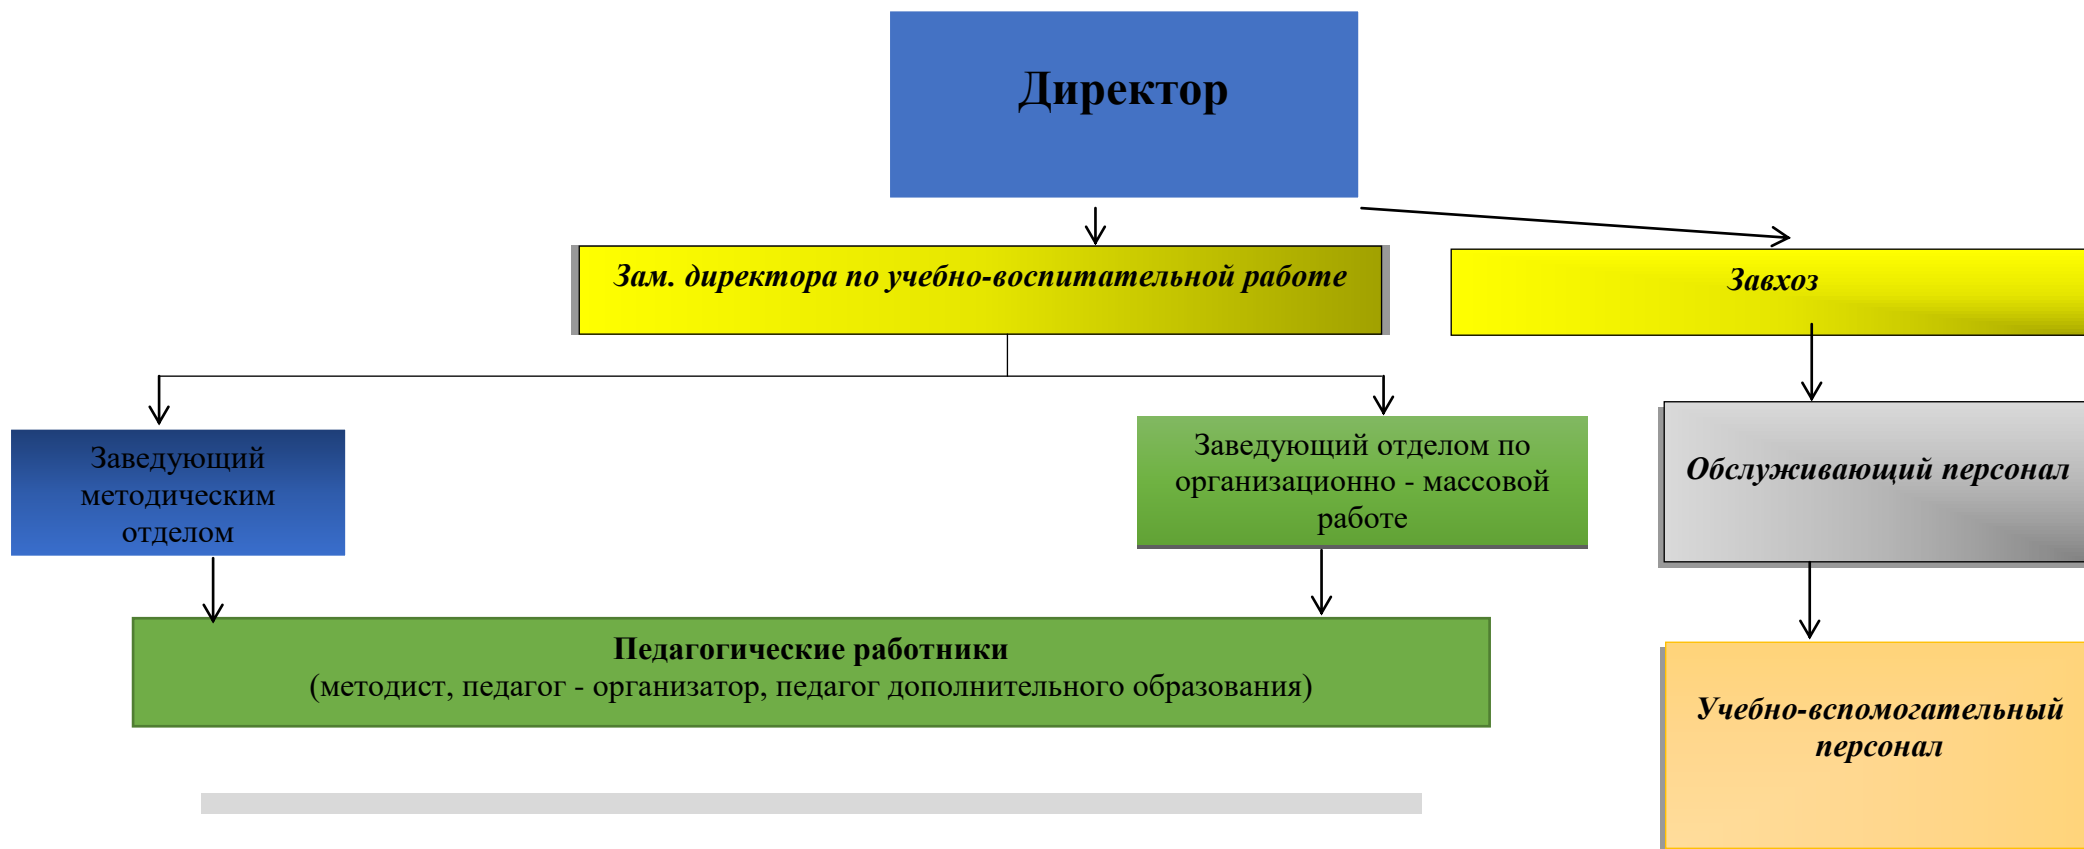 Директор
Зам. директора по учебно-воспитательной работе
Завхоз
Заведующий
методическим
отделом
Заведующий отделом по
организационно - массовой
работе
Обслуживающий персонал
Педагогические работники
(методист, педагог - организатор, педагог дополнительного образования)
Учебно-вспомогательный
персонал